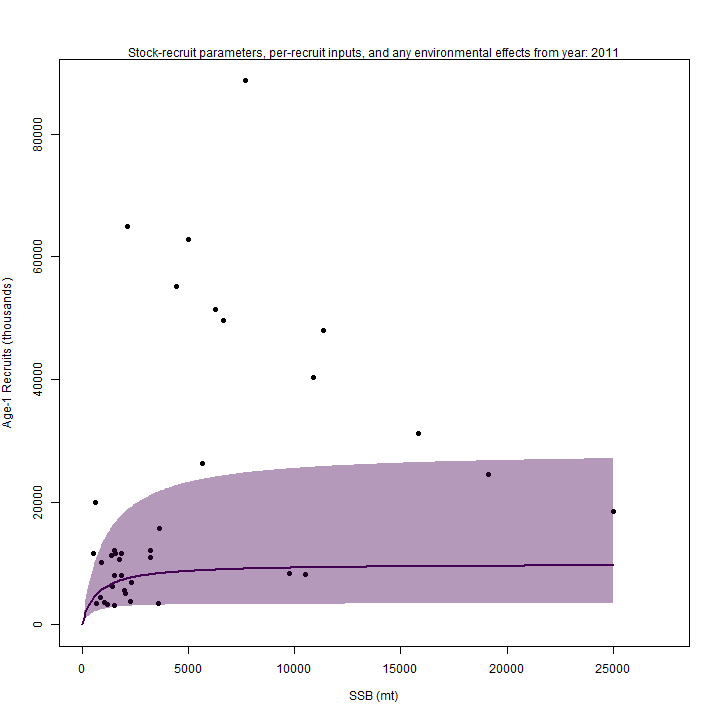 Stock-recruit parameters, per-recruit inputs, and any environmental effects from year: 2011
80000
60000
40000
20000
0
Age-1 Recruits (thousands)
0 5000 10000 15000 20000 25000
SSB (mt)